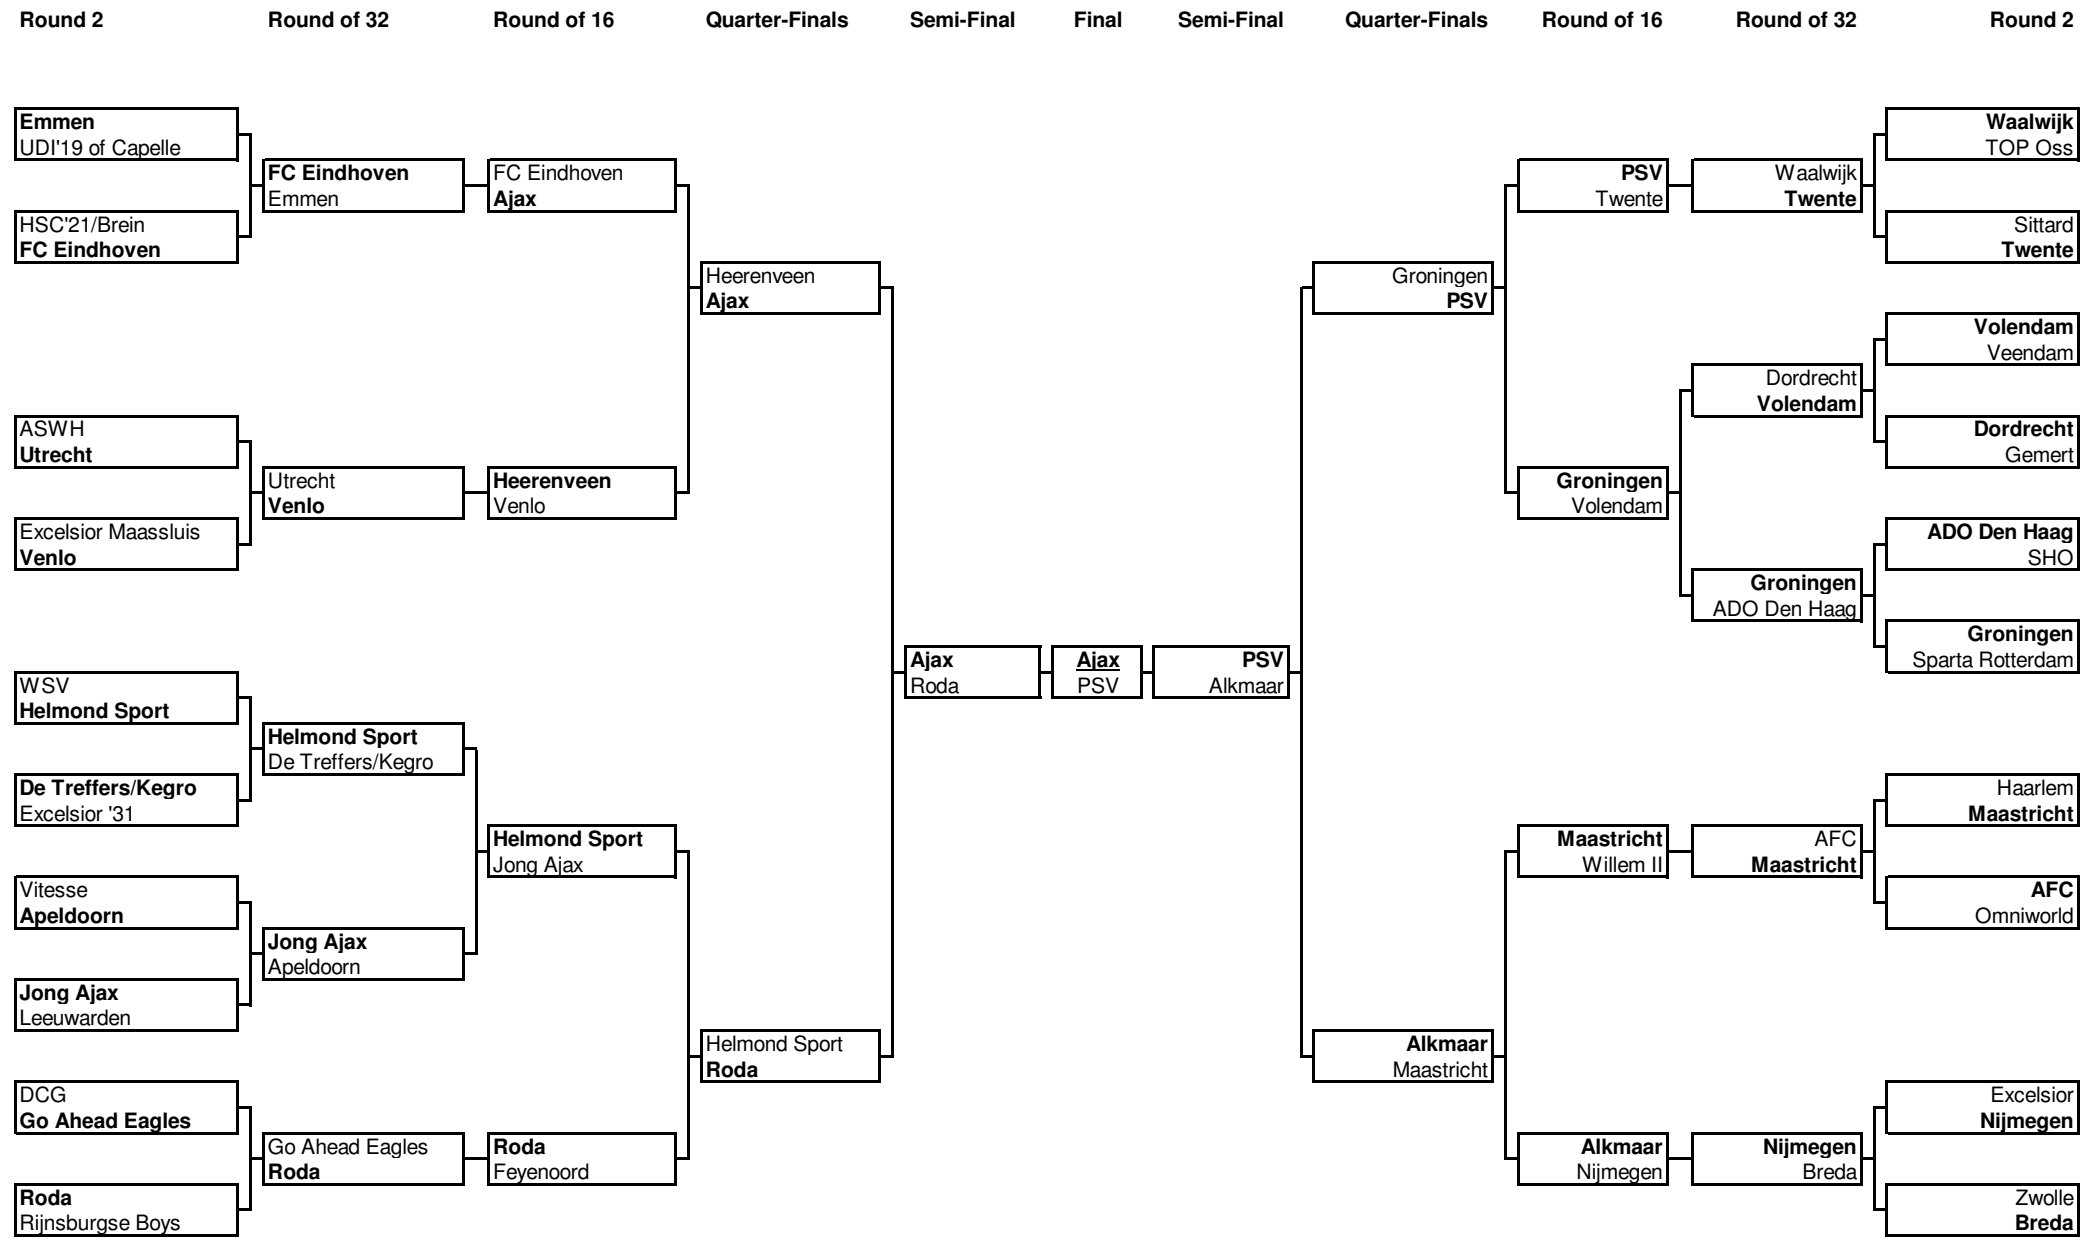 Round 2
Round of 32
Round of 16
Quarter-Finals
Semi-Final
Final
Semi-Final
Quarter-Finals
Round of 16
Round of 32
Round 2
Emmen
UDI'19 of Capelle
HSC'21/Brein
FC Eindhoven
ASWH
Utrecht
Excelsior Maassluis
Venlo
WSV
Helmond Sport
De Treffers/Kegro
Excelsior '31
Vitesse
Apeldoorn
Jong Ajax
Leeuwarden
DCG
Go Ahead Eagles
Roda
Rijnsburgse Boys
FC Eindhoven
Emmen
Utrecht
Venlo
Helmond Sport
De Treffers/Kegro
Jong Ajax
Apeldoorn
Go Ahead Eagles
Roda
FC Eindhoven
Ajax
Heerenveen
Venlo
Helmond Sport
Jong Ajax
Roda
Feyenoord
Heerenveen
Ajax
Helmond Sport
Roda
Ajax
Roda
Ajax
PSV
PSV
Alkmaar
Groningen
PSV
Alkmaar
Maastricht
PSV
Twente
Groningen
Volendam
Maastricht
Willem II
Alkmaar
Nijmegen
Waalwijk
Twente
Dordrecht
Volendam
Groningen
ADO Den Haag
AFC
Maastricht
Nijmegen
Breda
Waalwijk
TOP Oss
Sittard
Twente
Volendam
Veendam
Dordrecht
Gemert
ADO Den Haag
SHO
Groningen
Sparta Rotterdam
Haarlem
Maastricht
AFC
Omniworld
Excelsior
Nijmegen
Zwolle
Breda